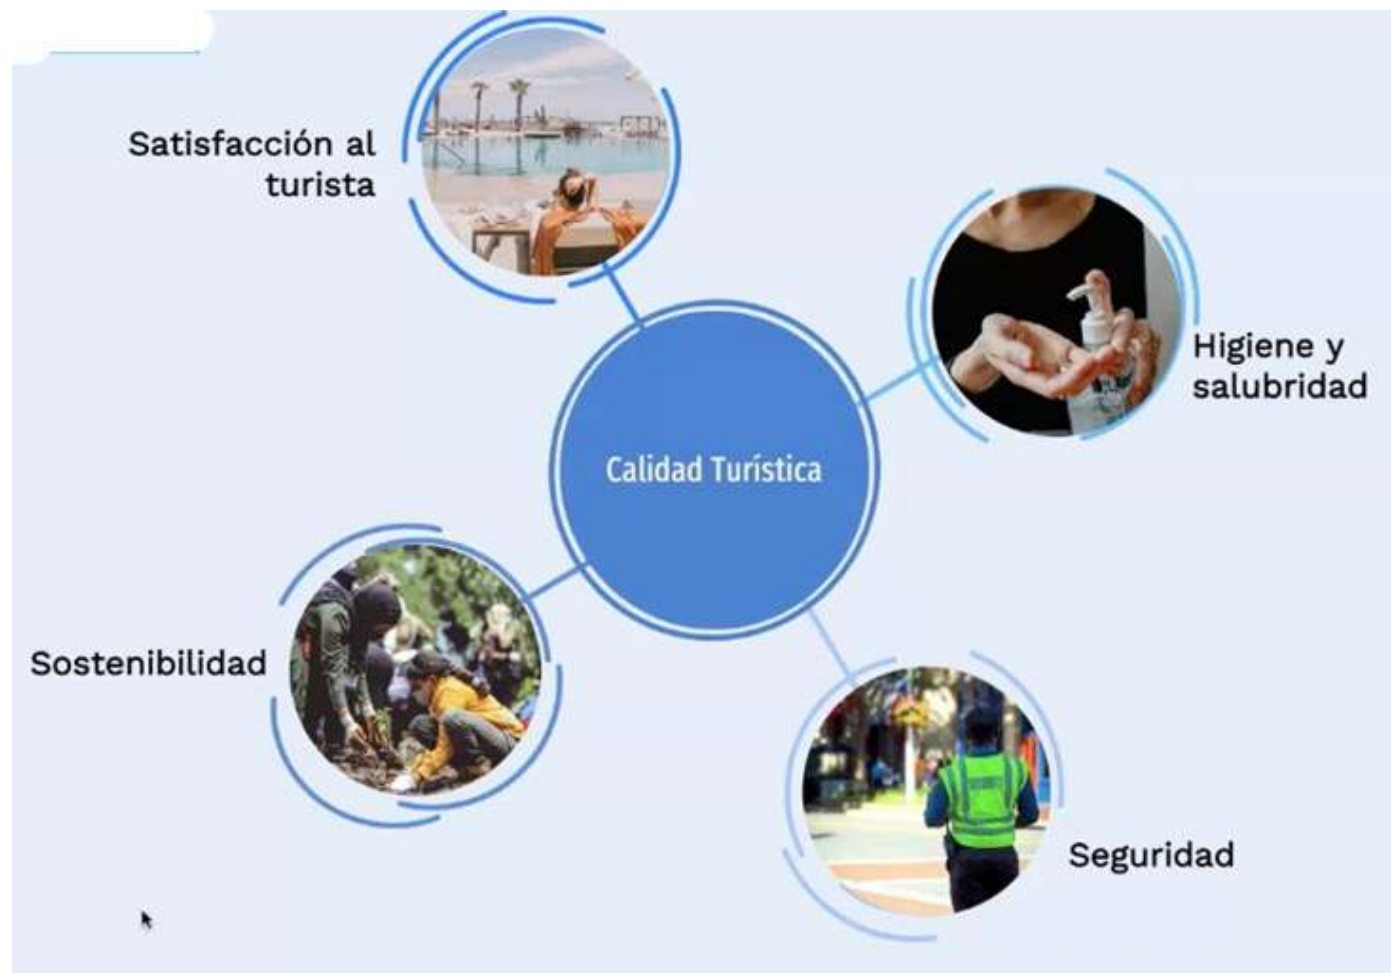 Satisfacción al
turista
Higiene y
salubridad
Calidad Turística
Sostenibilidad
Seguridad